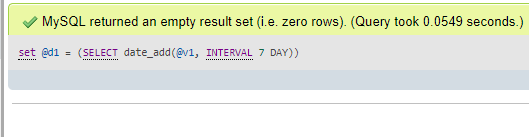 MySQL returned an empty result set (i.e. zero rows). (Query took 0.0549 seconds.)
set @d1 = (SELECT date_add(@v1, INTERVAL 7 DAY))